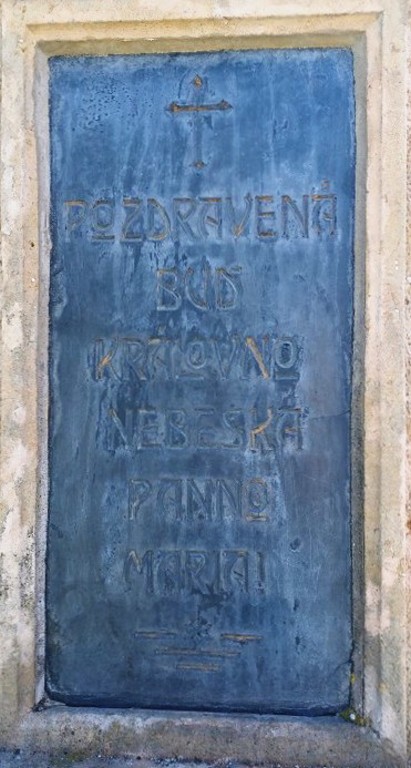 POZDRAVENÁ
BUĎ
KRÁLOVNO
NEBESKÁ
PANNO
MARIA!